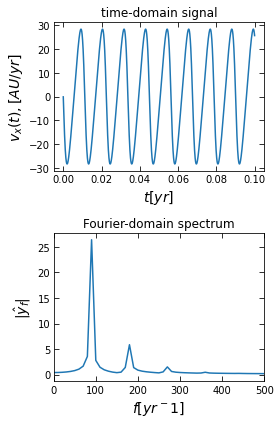 time-domain signal
30
20
10
0
−10
−20
−30
v_x(t), [AU/yr]
0.00 0.02 0.04 0.06 0.08 0.10
t[yr]
Fourier-domain spectrum
25
20
15
10
5
0
|ŷ_f|
0 100 200 300 400 500
f[yr⁻1]